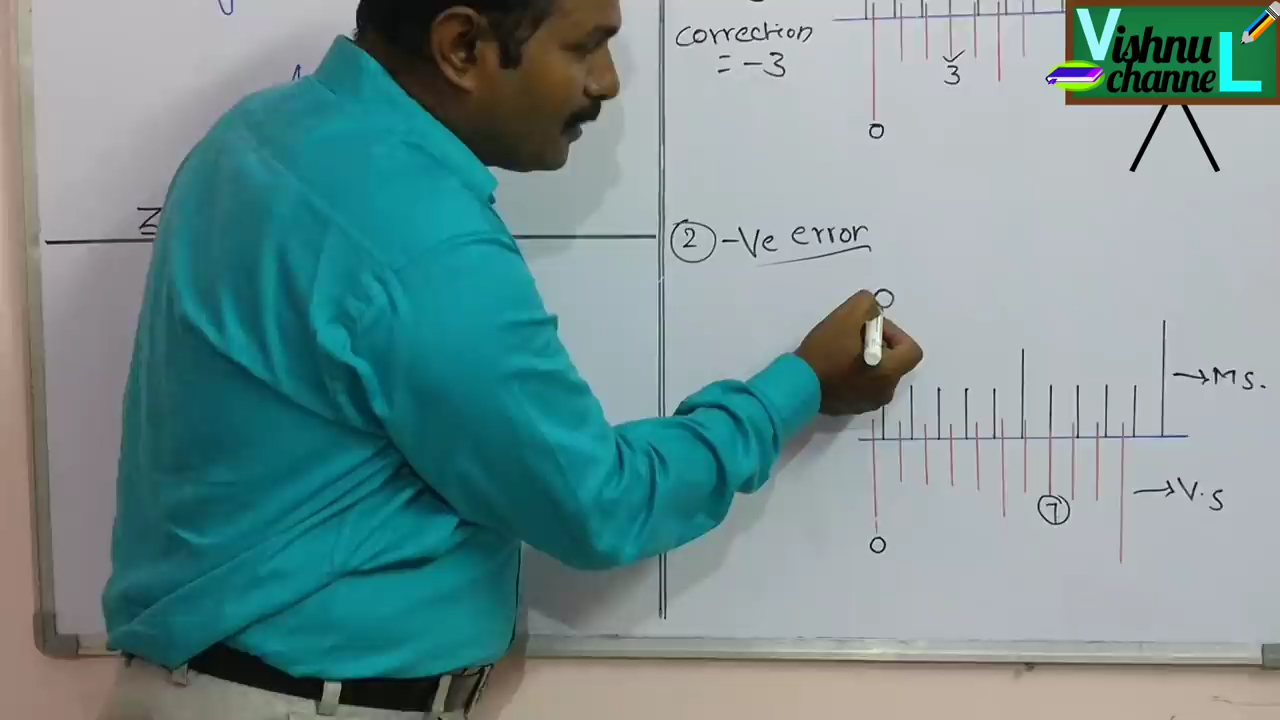 correction
= -3
3
0
Vishnu
channeL
2 -Ve error
0
→ M S.
→ V. S
7
0